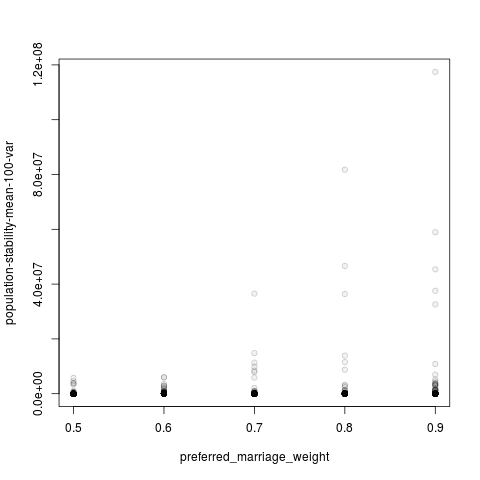 population-stability-mean-100-var
1.2e+08
8.0e+07
4.0e+07
0.0e+00
0.5 0.6 0.7 0.8 0.9
preferred_marriage_weight